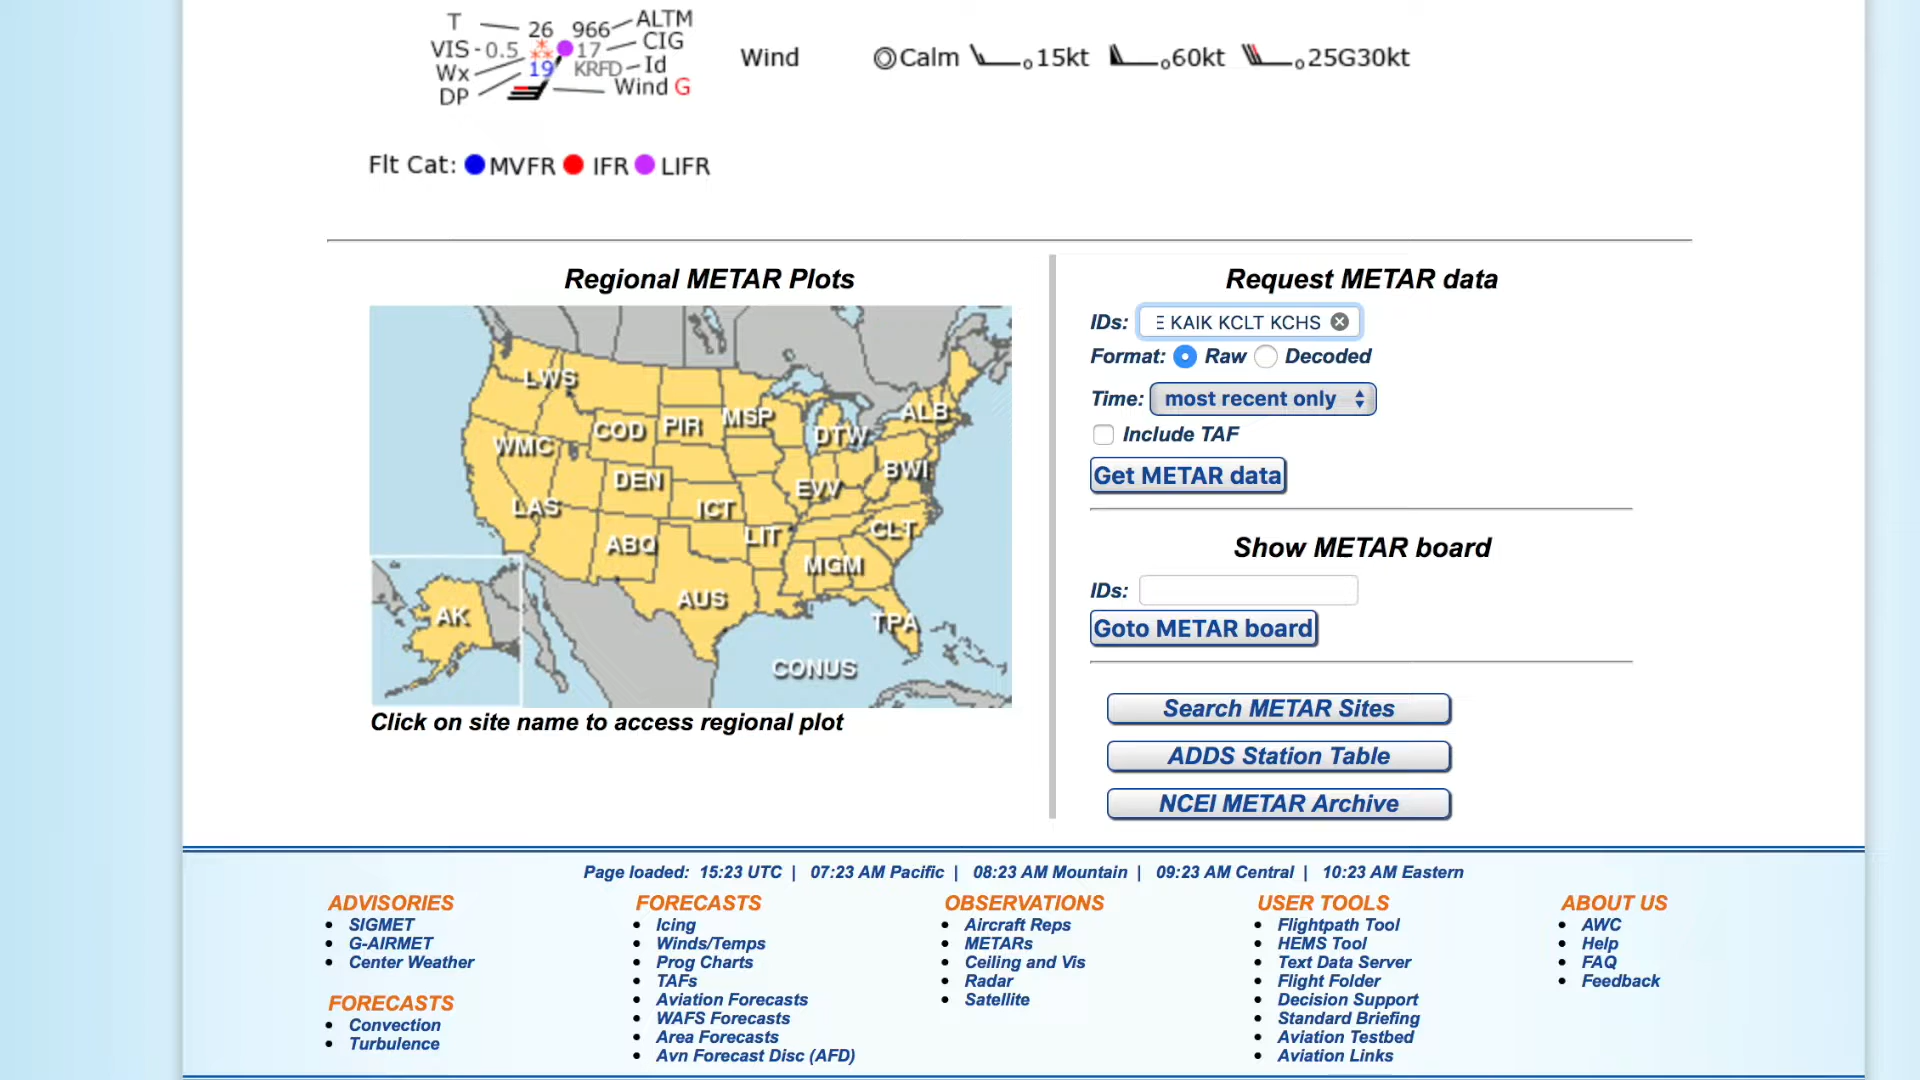 T 26 966 ALTM
VIS - 0.5 17 CIG
Wx 19 KRFD Id
DP Wind G
Wind Calm 15kt 60kt 25G30kt
Flt Cat: MVFR IFR LIFR
Regional METAR Plots
LWS
WMC
COD
PIR
MSP
DTW
ALB
BWI
DEN
EVV
LAS
ICT
CLT
ABQ
LIT
MGM
AUS
TPA
AK
CONUS
Click on site name to access regional plot
Request METAR data
IDs: KAIK KCLT KCHS
Format: Raw Decoded
Time: most recent only
Include TAF
Get METAR data
Show METAR board
IDs:
Goto METAR board
Search METAR Sites
ADDS Station Table
NCEI METAR Archive
Page loaded: 15:23 UTC | 07:23 AM Pacific | 08:23 AM Mountain | 09:23 AM Central | 10:23 AM Eastern
ADVISORIES
SIGMET
G-AIRMET
Center Weather
FORECASTS
Convection
Turbulence
FORECASTS
Icing
Winds/Temps
Prog Charts
TAFs
Aviation Forecasts
WAFS Forecasts
Area Forecasts
Avn Forecast Disc (AFD)
OBSERVATIONS
Aircraft Reps
METARs
Ceiling and Vis
Radar
Satellite
USER TOOLS
Flightpath Tool
HEMS Tool
Text Data Server
Flight Folder
Decision Support
Standard Briefing
Aviation Testbed
Aviation Links
ABOUT US
AWC
Help
FAQ
Feedback